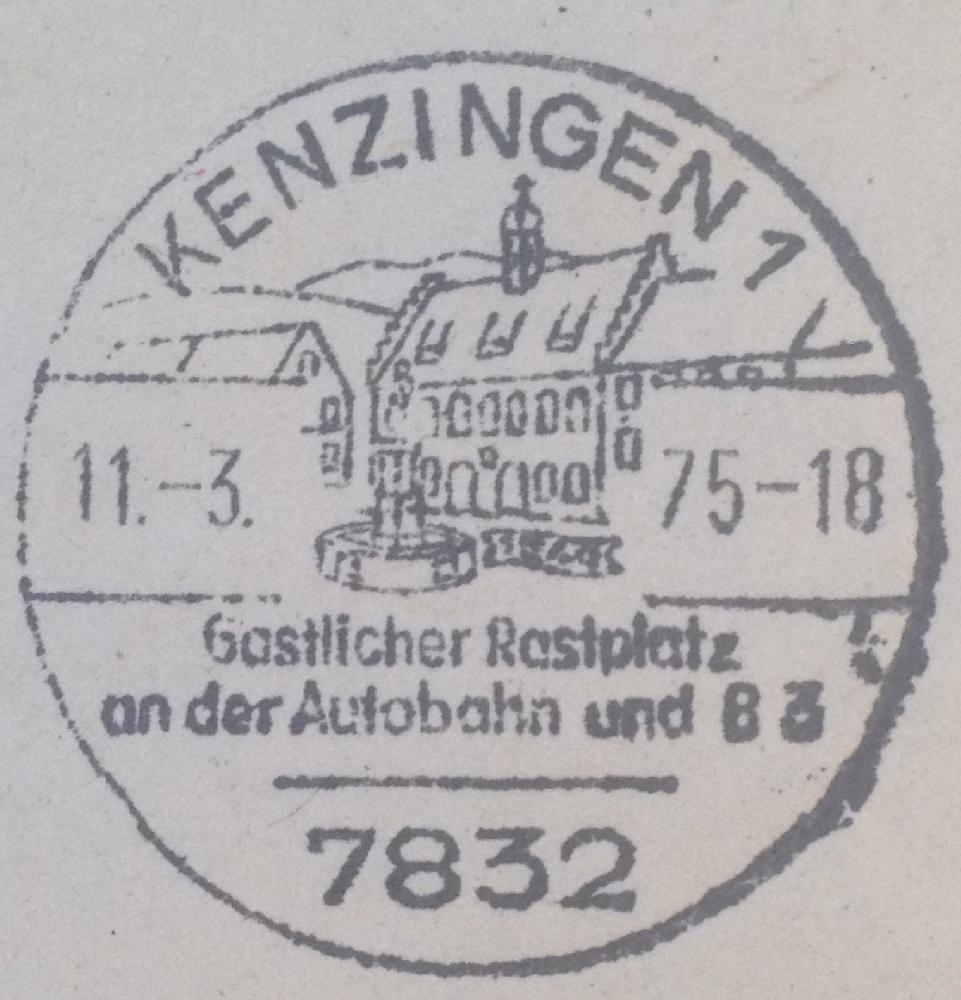 KENZINGEN 1
11.-3. 75-18
Gastlicher Rastplatz
an der Autobahn und B 3
7832